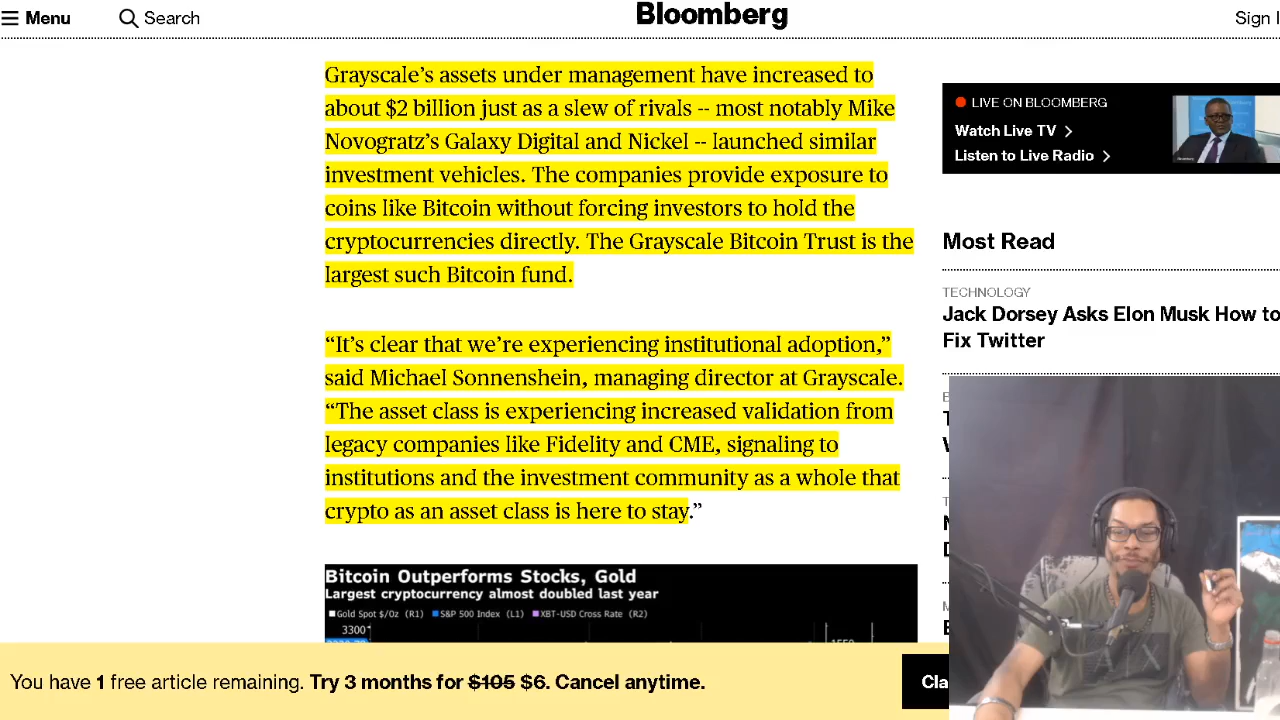 Menu
Search
Bloomberg
Sign I
Grayscale’s assets under management have increased to
about $2 billion just as a slew of rivals -- most notably Mike
Novogratz’s Galaxy Digital and Nickel -- launched similar
investment vehicles. The companies provide exposure to
coins like Bitcoin without forcing investors to hold the
cryptocurrencies directly. The Grayscale Bitcoin Trust is the
largest such Bitcoin fund.
“It’s clear that we’re experiencing institutional adoption,”
said Michael Sonnenshein, managing director at Grayscale.
“The asset class is experiencing increased validation from
legacy companies like Fidelity and CME, signaling to
institutions and the investment community as a whole that
crypto as an asset class is here to stay.”
Bitcoin Outperforms Stocks, Gold
Largest cryptocurrency almost doubled last year
Gold Spot $/Oz (R1) S&P 500 Index (L1) XBT-USD Cross Rate (R2)
3300
LIVE ON BLOOMBERG
Watch Live TV
Listen to Live Radio
Most Read
TECHNOLOGY
Jack Dorsey Asks Elon Musk How to
Fix Twitter
You have 1 free article remaining. Try 3 months for $105 $6. Cancel anytime.
Cla